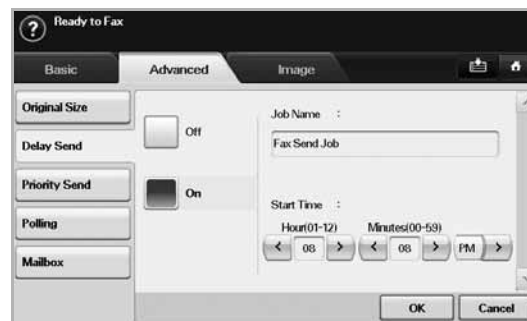 ? Ready to Fax
Basic Advanced Image
Original Size
Delay Send
Priority Send
Polling
Mailbox
Off
On
Job Name :
Fax Send Job
Start Time :
Hour(01-12) Minutes(00-59)
< 08 > < 08 > PM >
OK Cancel